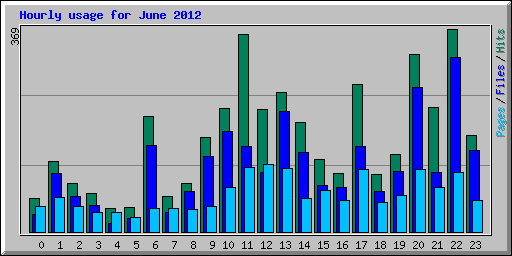 Hourly usage for June 2012
369
Pages / Files / Hits
0 1 2 3 4 5 6 7 8 9 10 11 12 13 14 15 16 17 18 19 20 21 22 23